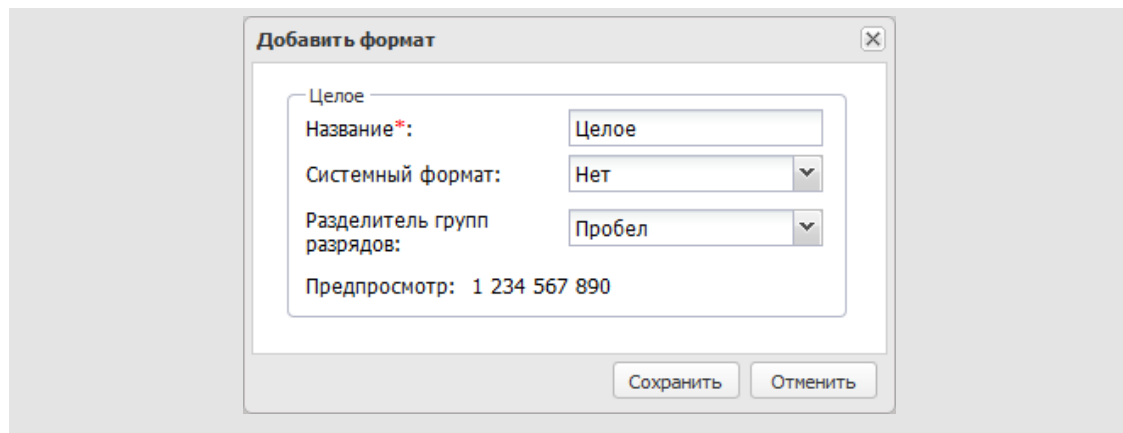 Добавить формат
Целое
Название*: Целое
Системный формат: Нет
Разделитель групп
разрядов: Пробел
Предпросмотр: 1 234 567 890
Сохранить Отменить